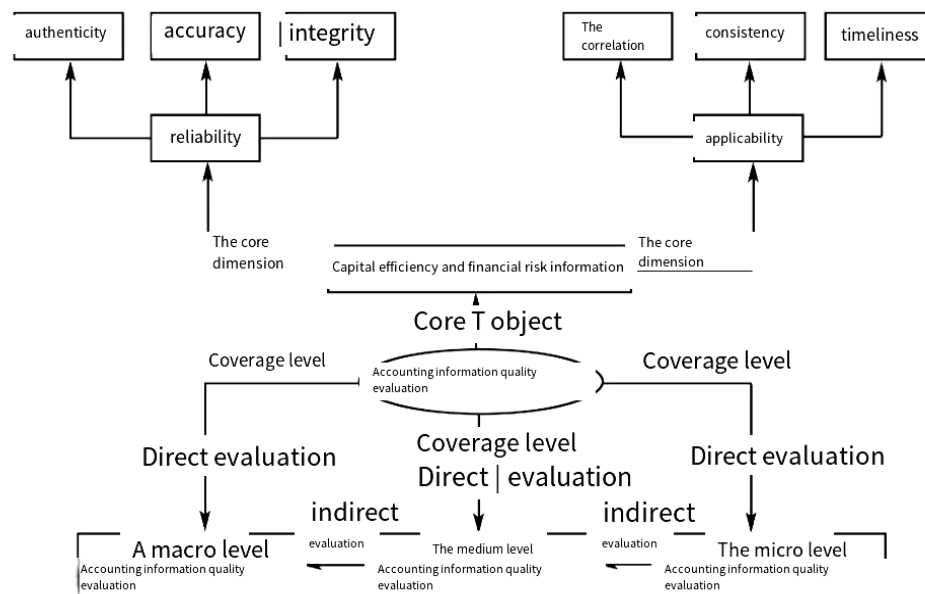 authenticity
accuracy
integrity
The
correlation
consistency
timeliness
reliability
applicability
The core
dimension
The core
dimension
Capital efficiency and financial risk information
Core T object
Coverage level
Accounting information quality
evaluation
Coverage level
Coverage level
Direct evaluation
Direct | evaluation
Direct evaluation
indirect
evaluation
indirect
evaluation
A macro level
Accounting information quality
evaluation
The medium level
Accounting information quality
evaluation
The micro level
Accounting information quality
evaluation